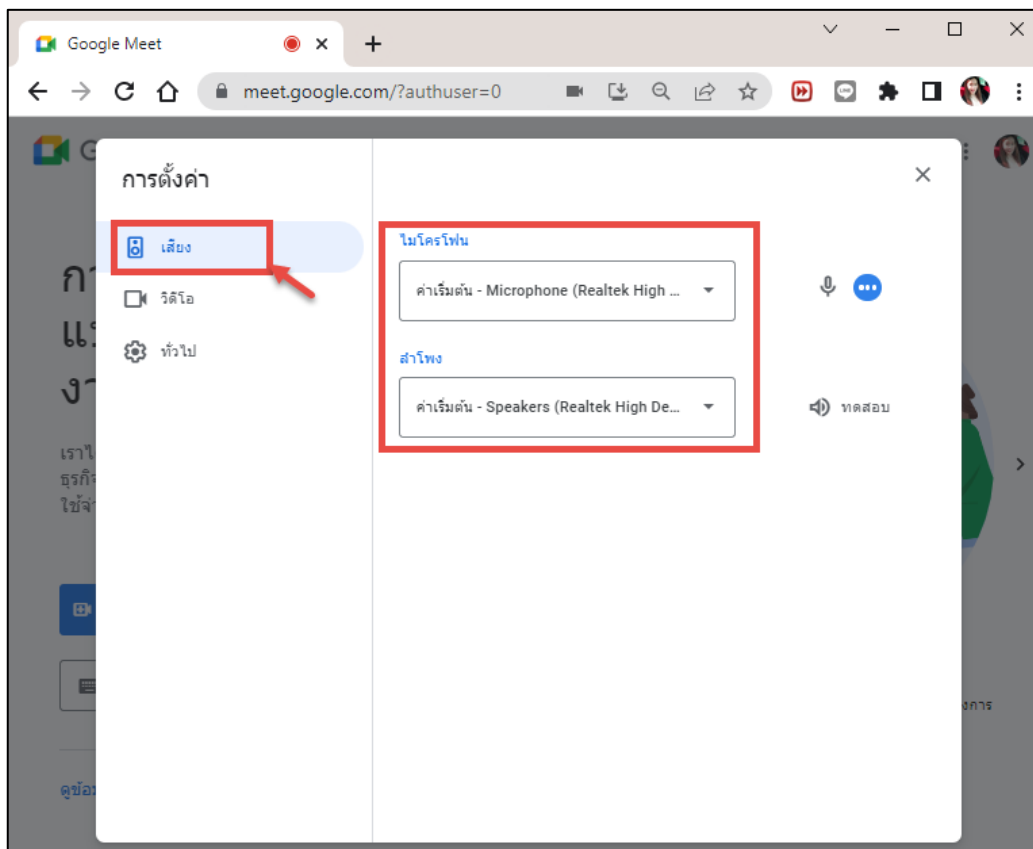 Google Meet
meet.google.com/?authuser=0
การตั้งค่า
เสียง
วิดีโอ
ทั่วไป
ไมโครโฟน
ค่าเริ่มต้น - Microphone (Realtek High ...
ลำโพง
ค่าเริ่มต้น - Speakers (Realtek High De...
ทดสอบ